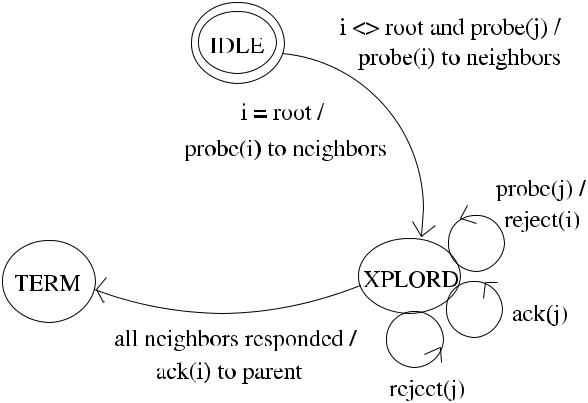 IDLE
i <> root and probe(j) /
probe(i) to neighbors
i = root /
probe(i) to neighbors
probe(j) /
reject(i)
TERM
XPLORD
ack(j)
all neighbors responded /
ack(i) to parent
reject(j)